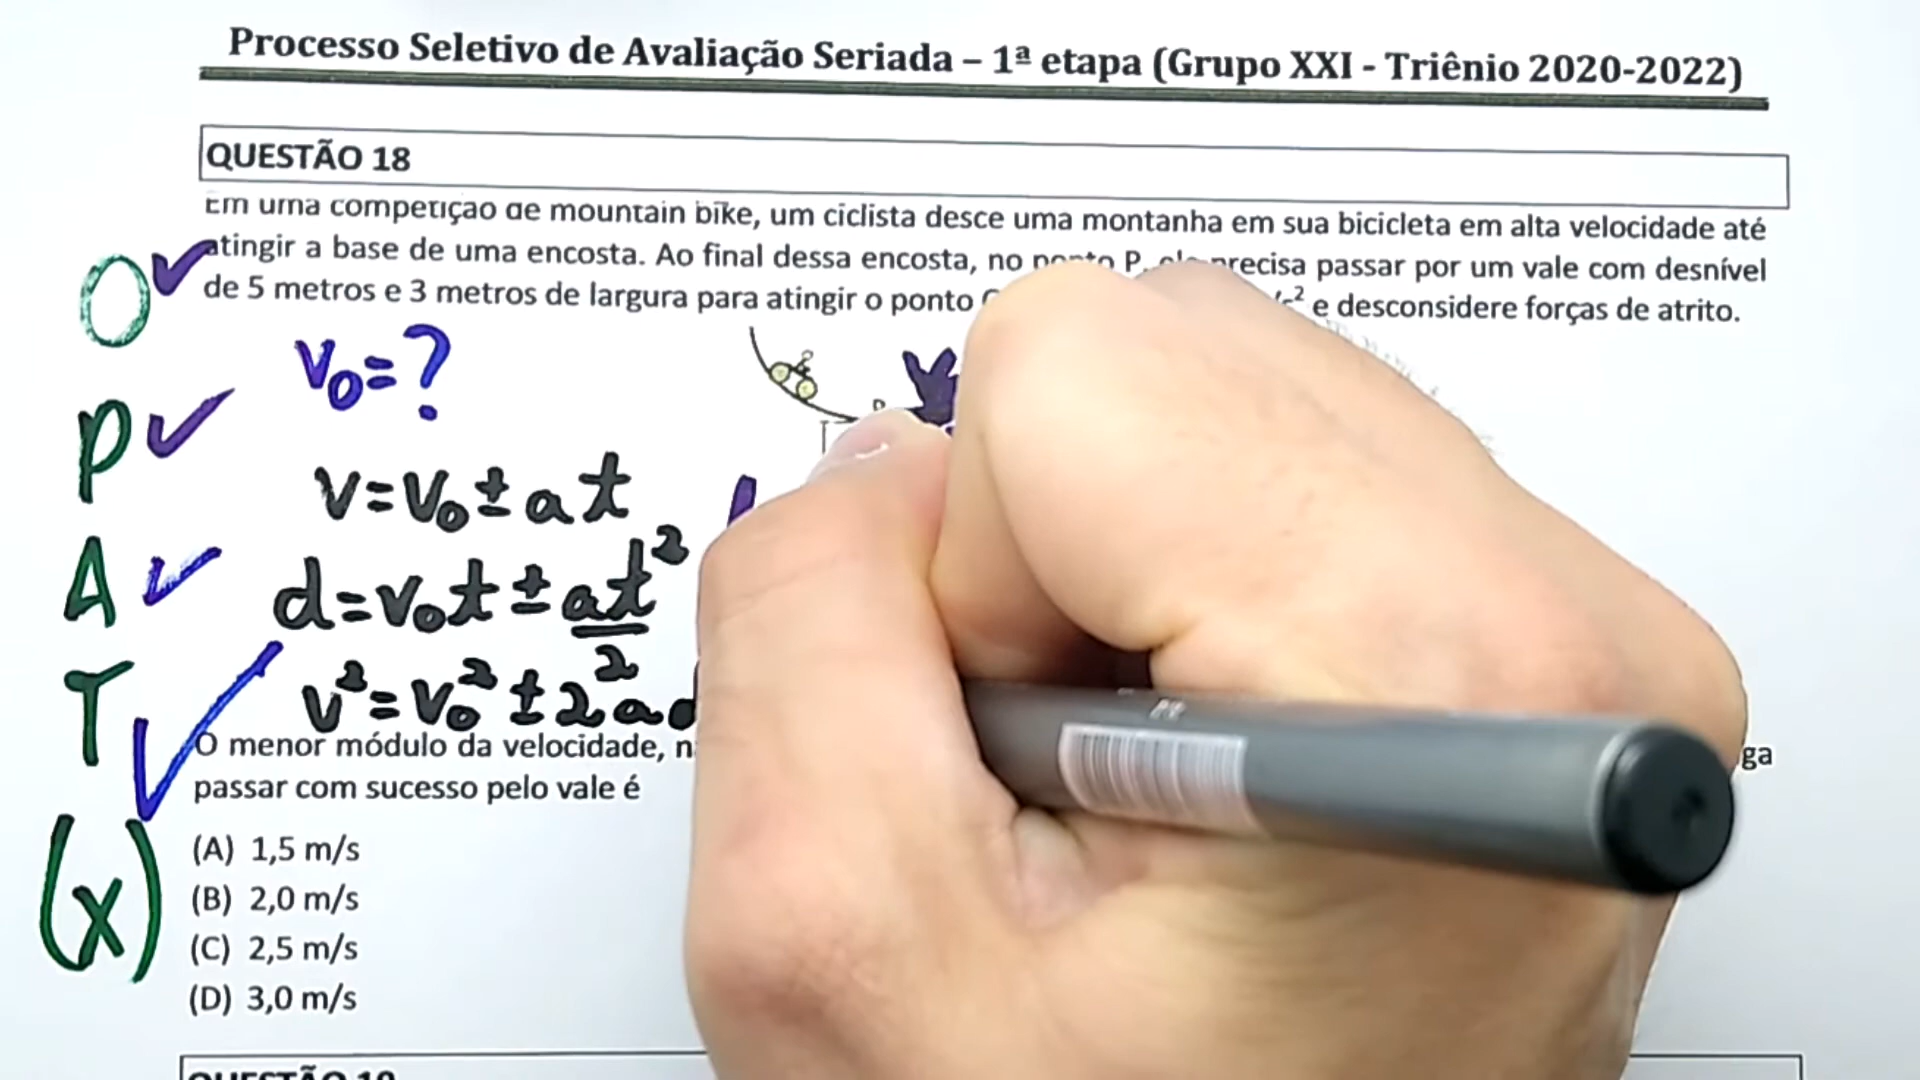 Processo Seletivo de Avaliação Seriada – 1ª etapa (Grupo XXI - Triênio 2020-2022)
QUESTÃO 18
Em uma competição de mountain bike, um ciclista desce uma montanha em sua bicicleta em alta velocidade até
atingir a base de uma encosta. Ao final dessa encosta, no ponto P, ele precisa passar por um vale com desnível
de 5 metros e 3 metros de largura para atingir o ponto e desconsidere forças de atrito.
O
P
A
T
(x)
v₀=?
P
v=v₀±at
d=v₀t±at²/2
v²=v₀²±2ad
O menor módulo da velocidade, ga
passar com sucesso pelo vale é
(A) 1,5 m/s
(B) 2,0 m/s
(C) 2,5 m/s
(D) 3,0 m/s
QUESTÃO 19